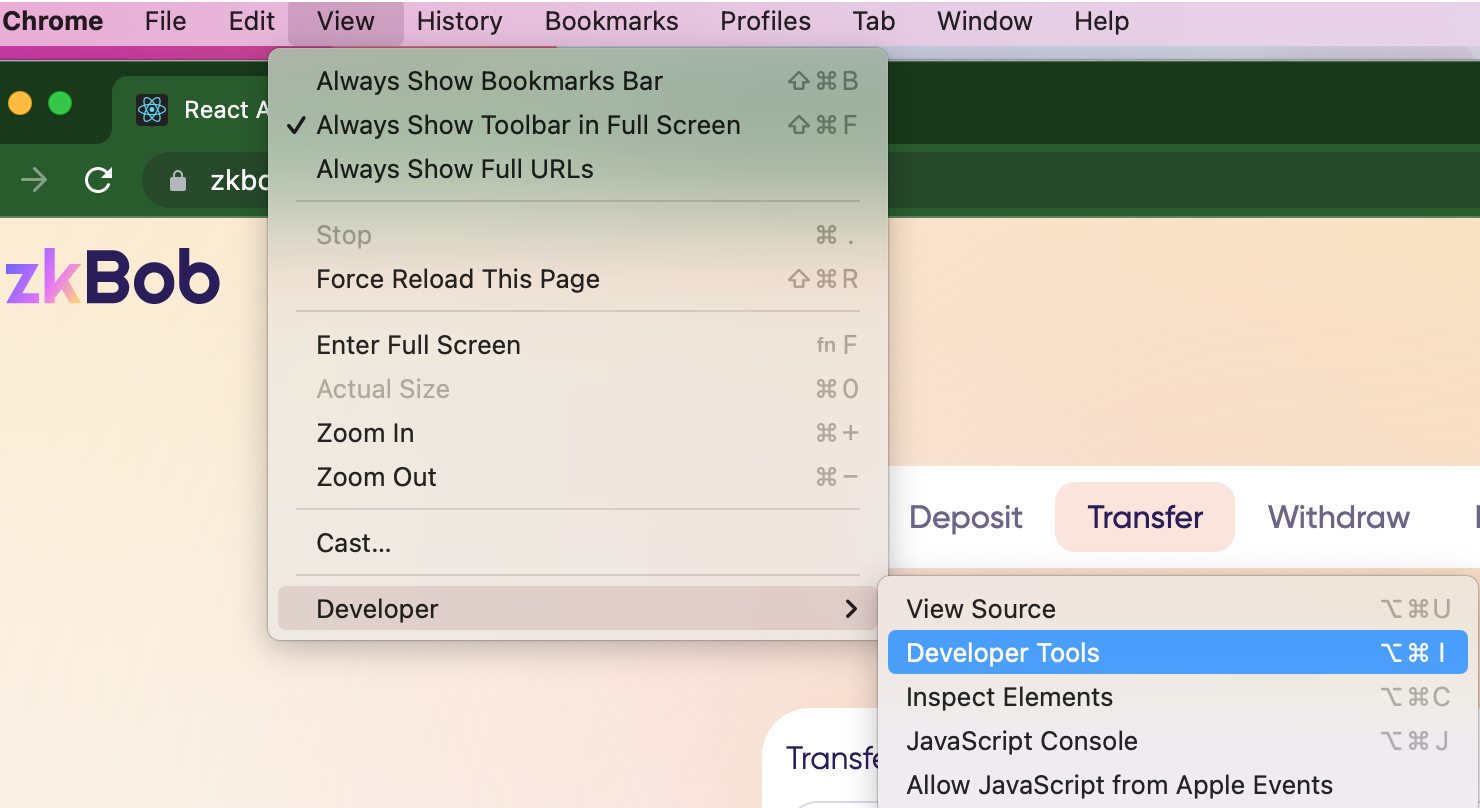 Chrome File Edit View History Bookmarks Profiles Tab Window Help
Always Show Bookmarks Bar ⇧⌘B
React A
✓ Always Show Toolbar in Full Screen ⇧⌘F
Always Show Full URLs
zkbo
Stop ⌘.
zkBob
Force Reload This Page ⇧⌘R
Enter Full Screen fn F
Actual Size ⌘0
Zoom In ⌘+
Zoom Out ⌘−
Deposit Transfer Withdraw
Cast...
Developer
View Source ⌥⌘U
Developer Tools ⌥⌘I
Inspect Elements ⌥⌘C
JavaScript Console ⌥⌘J
Transfe
Allow JavaScript from Apple Events